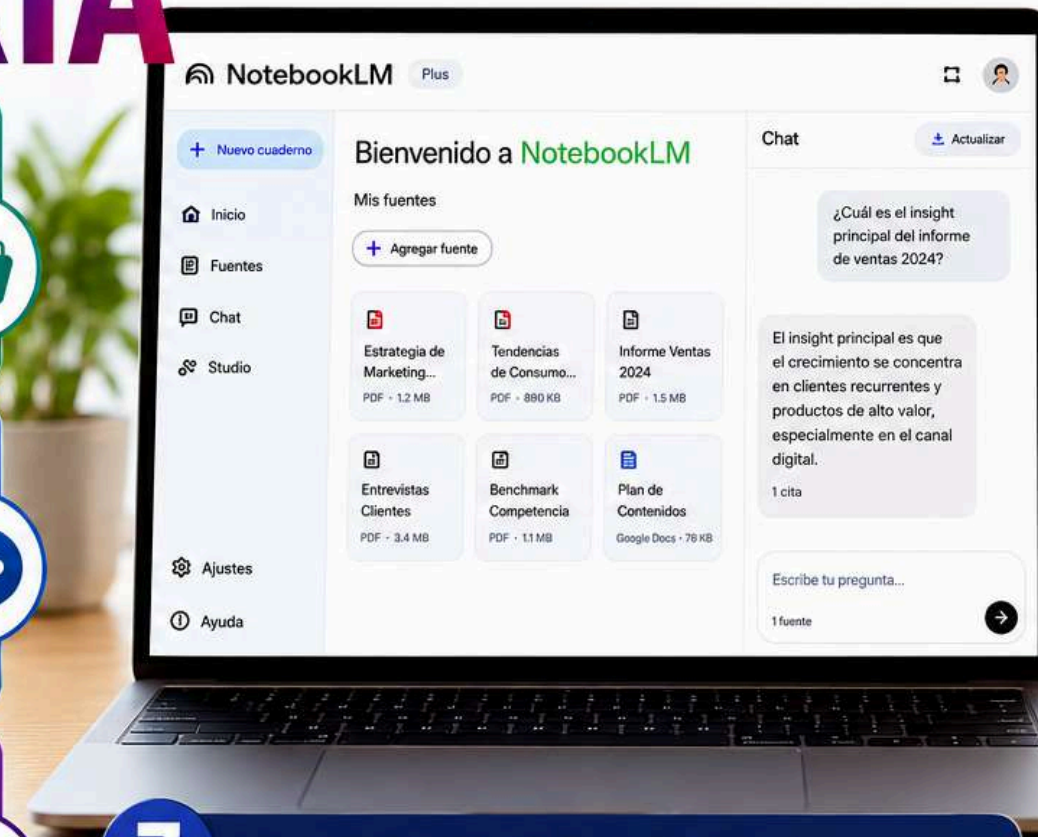 NotebookLM Plus
+ Nuevo cuaderno
Inicio
Fuentes
Chat
Studio
Ajustes
Ayuda
Bienvenido a NotebookLM
Mis fuentes
+ Agregar fuente
Estrategia de
Marketing...
PDF · 1.2 MB
Tendencias
de Consumo...
PDF · 890 KB
Informe Ventas
2024
PDF · 1.5 MB
Entrevistas
Clientes
PDF · 3.4 MB
Benchmark
Competencia
PDF · 1.1 MB
Plan de
Contenidos
Google Docs · 78 KB
Chat
Actualizar
¿Cuál es el insight
principal del informe
de ventas 2024?
El insight principal es que
el crecimiento se concentra
en clientes recurrentes y
productos de alto valor,
especialmente en el canal
digital.
1 cita
Escribe tu pregunta...
1 fuente